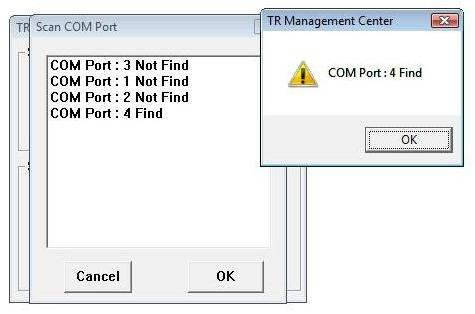 TR
Scan COM Port
COM Port : 3 Not Find
COM Port : 1 Not Find
COM Port : 2 Not Find
COM Port : 4 Find
Cancel
OK
TR Management Center
COM Port : 4 Find
OK